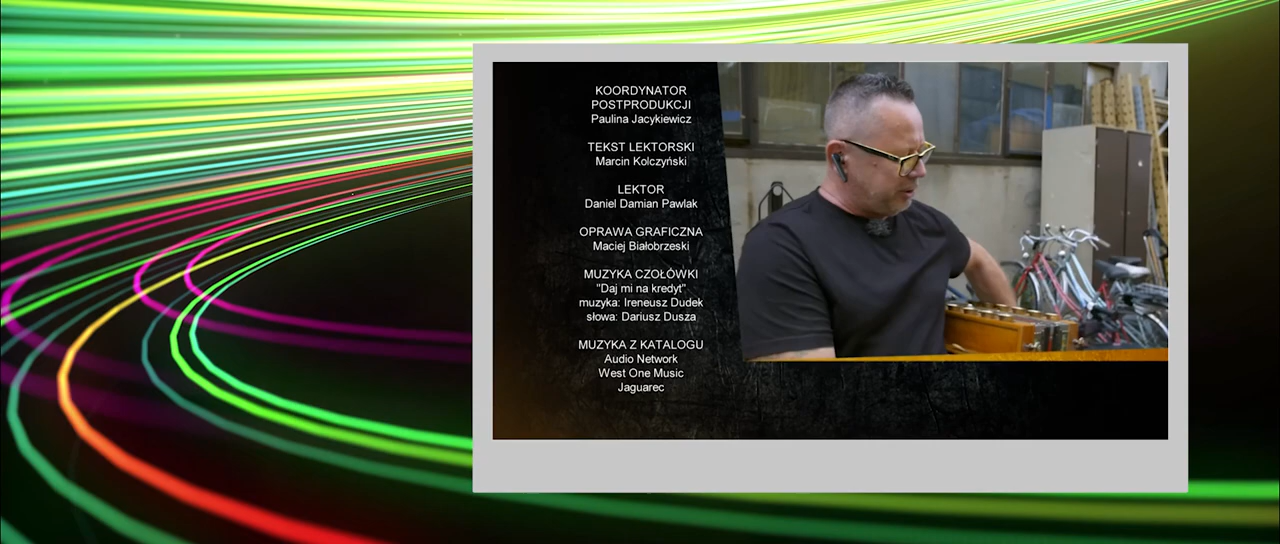 KOORDYNATOR
POSTPRODUKCJI
Paulina Jacykiewicz
TEKST LEKTORSKI
Marcin Kolczyński
LEKTOR
Daniel Damian Pawlak
OPRAWA GRAFICZNA
Maciej Białobrzeski
MUZYKA CZOŁÓWKI
"Daj mi na kredyt"
muzyka: Ireneusz Dudek
słowa: Dariusz Dusza
MUZYKA Z KATALOGU
Audio Network
West One Music
Jaguarec